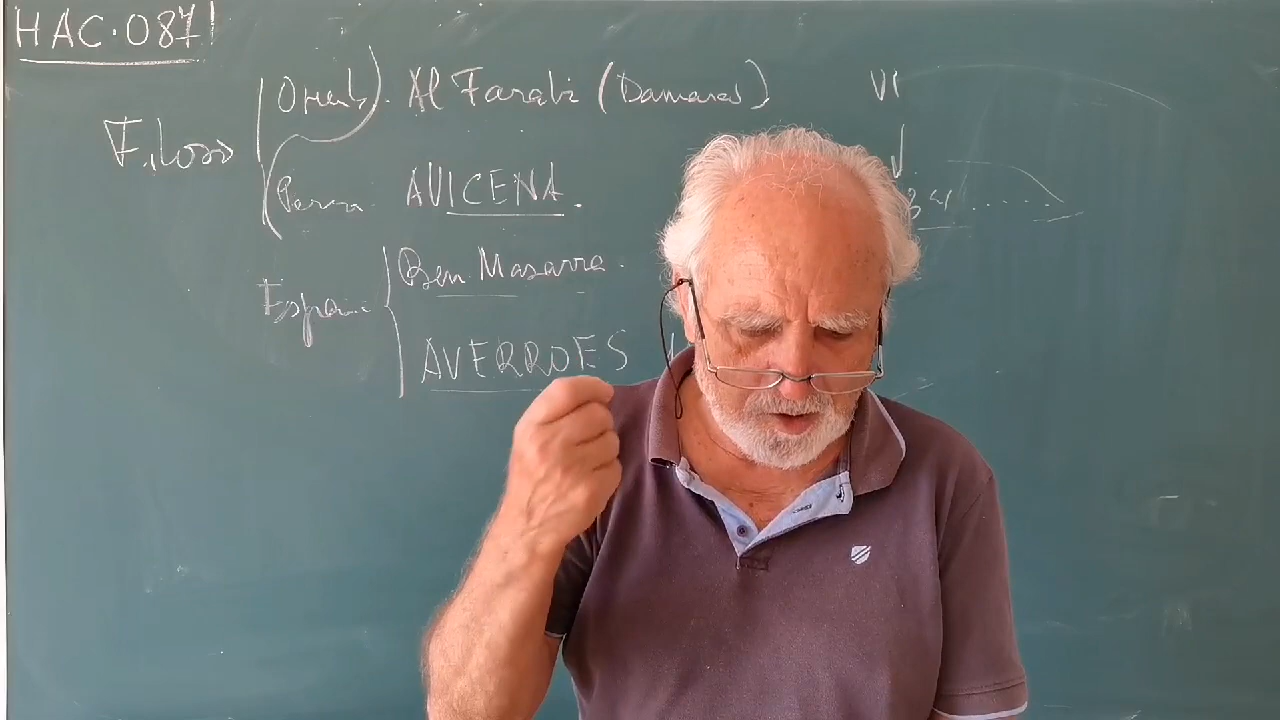 HAC.087
Orient. Al Farabi (Damasco)
Filoso
Persa. AVICENA.
España Ben Masarra.
AVERROES
VI